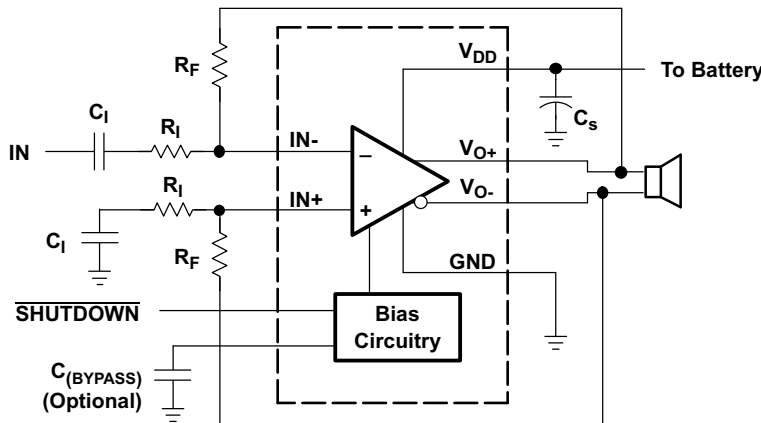 V_DD
To Battery
R_F
C_s
C_I
R_I
IN
IN-
−
V_O+
R_I
IN+
+
V_O-
C_I
R_F
GND
SHUTDOWN
Bias
Circuitry
C_(BYPASS)
(Optional)